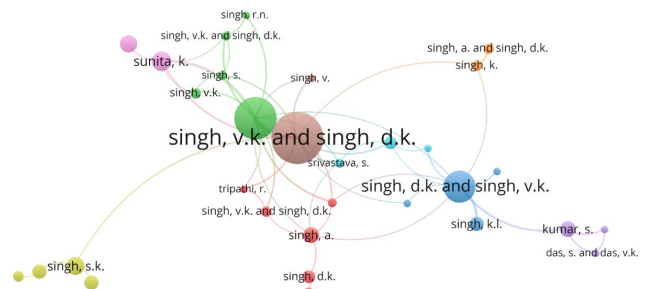 singh, r.n.
singh, v.k. and singh, d.k.
singh, a. and singh, d.k.
sunita, k.
singh, k.
singh, s.
singh, v.
singh, v.k.
singh, v.k. and singh, d.k.
srivastava, s.
tripathi, r.
singh, d.k. and singh, v.k.
singh, v.k. and singh, d.k.
singh, k.l.
kumar, s.
singh, a.
das, s. and das, v.k.
singh, s.k.
singh, d.k.